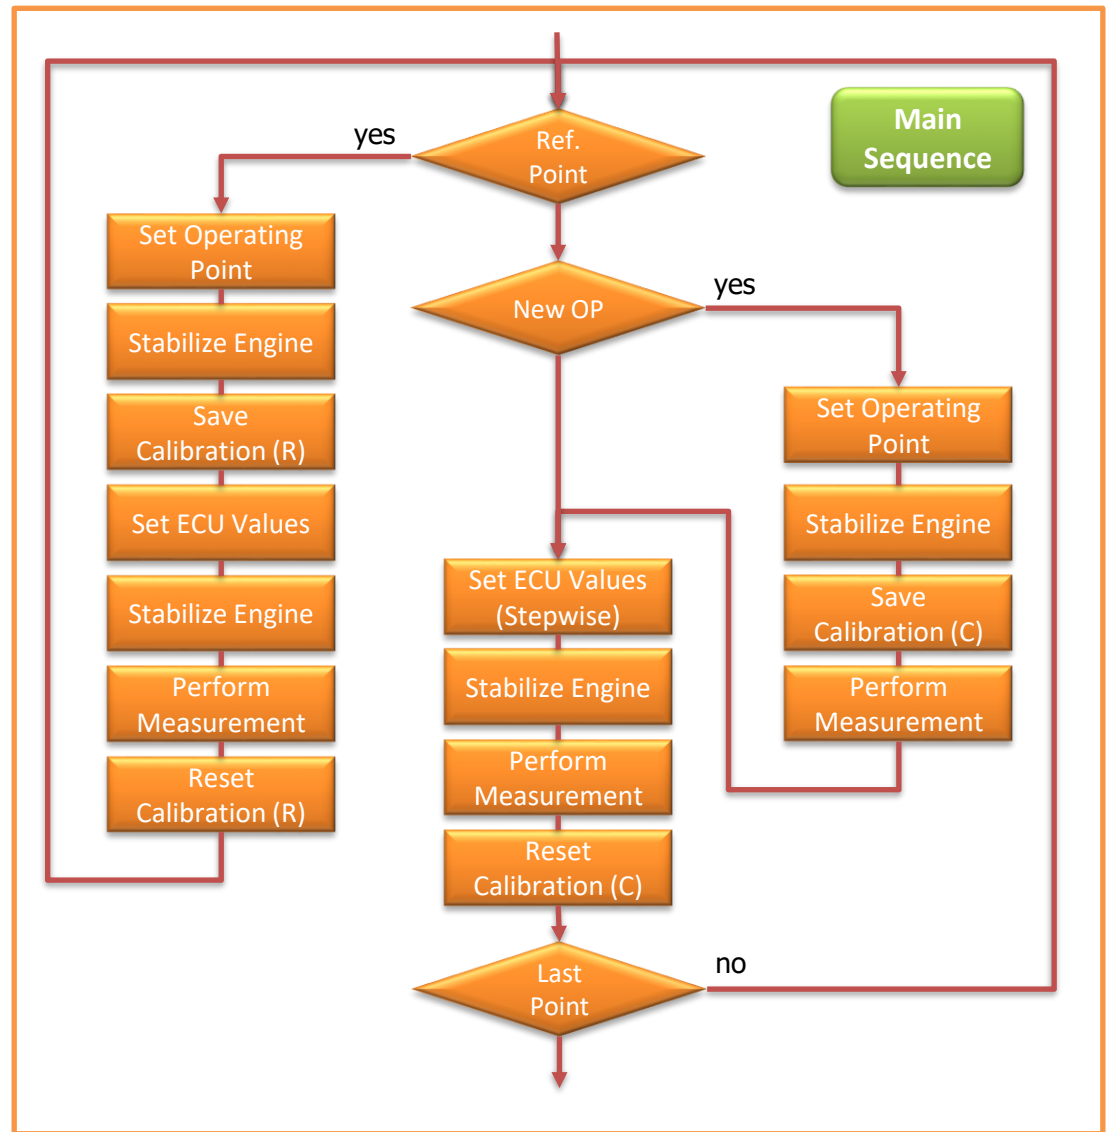 Main
Sequence
yes
Ref.
Point
Set Operating
Point
Stabilize Engine
Save
Calibration (R)
Set ECU Values
Stabilize Engine
Perform
Measurement
Reset
Calibration (R)
New OP
yes
Set Operating
Point
Stabilize Engine
Save
Calibration (C)
Perform
Measurement
Set ECU Values
(Stepwise)
Stabilize Engine
Perform
Measurement
Reset
Calibration (C)
Last
Point
no